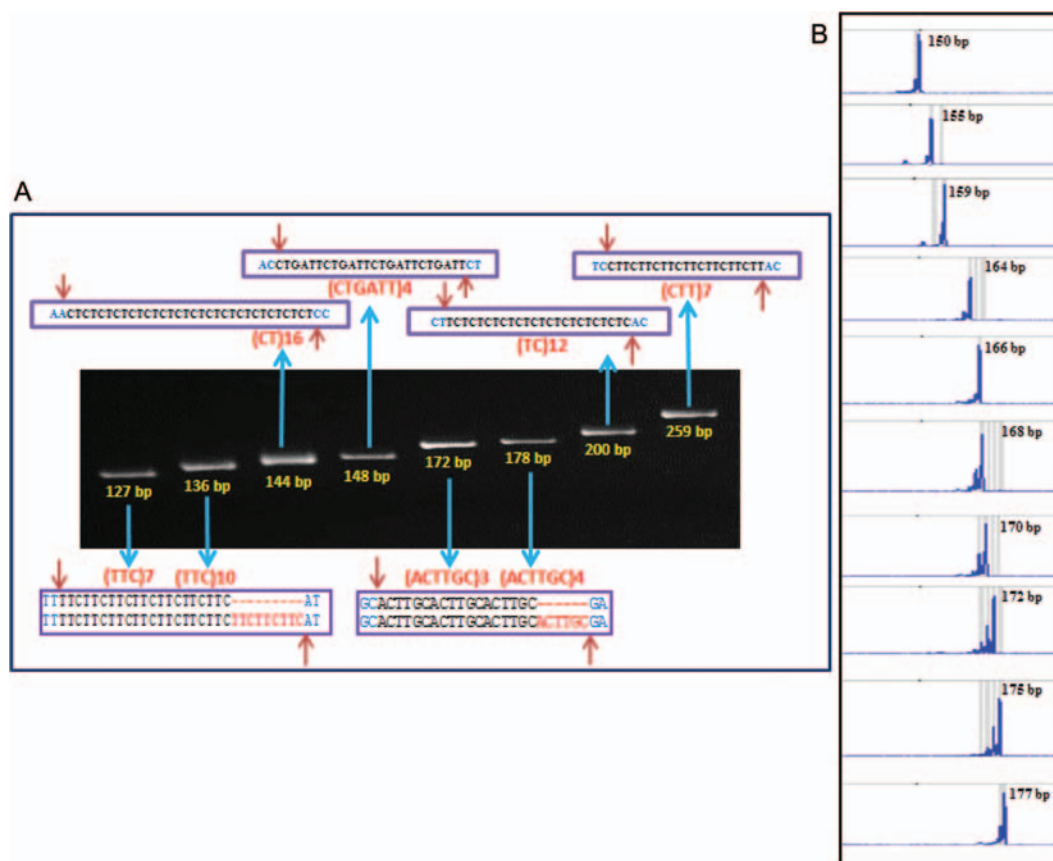 A
B
ACCTGATTCTGATTCTGATTCTGATTCT
(CTGATT)4
TCCTTCTTCTTCTTCTTCTTCTTAC
(CTT)7
AACTCTCTCTCTCTCTCTCTCTCTCTCTCTCTCTCC
(CT)16
CTTCTCTCTCTCTCTCTCTCTCTCTCAC
(TC)12
127 bp
136 bp
144 bp
148 bp
172 bp
178 bp
200 bp
259 bp
(TTC)7 (TTC)10
TTTTCTTCTTCTTCTTCTTCTTC---------AT
TTTTCTTCTTCTTCTTCTTCTTCTTCTTCTTCAT
(ACTTGC)3 (ACTTGC)4
GCACTTGCACTTGCACTTGC------GA
GCACTTGCACTTGCACTTGCACTTGCGA
150 bp
155 bp
159 bp
164 bp
166 bp
168 bp
170 bp
172 bp
175 bp
177 bp